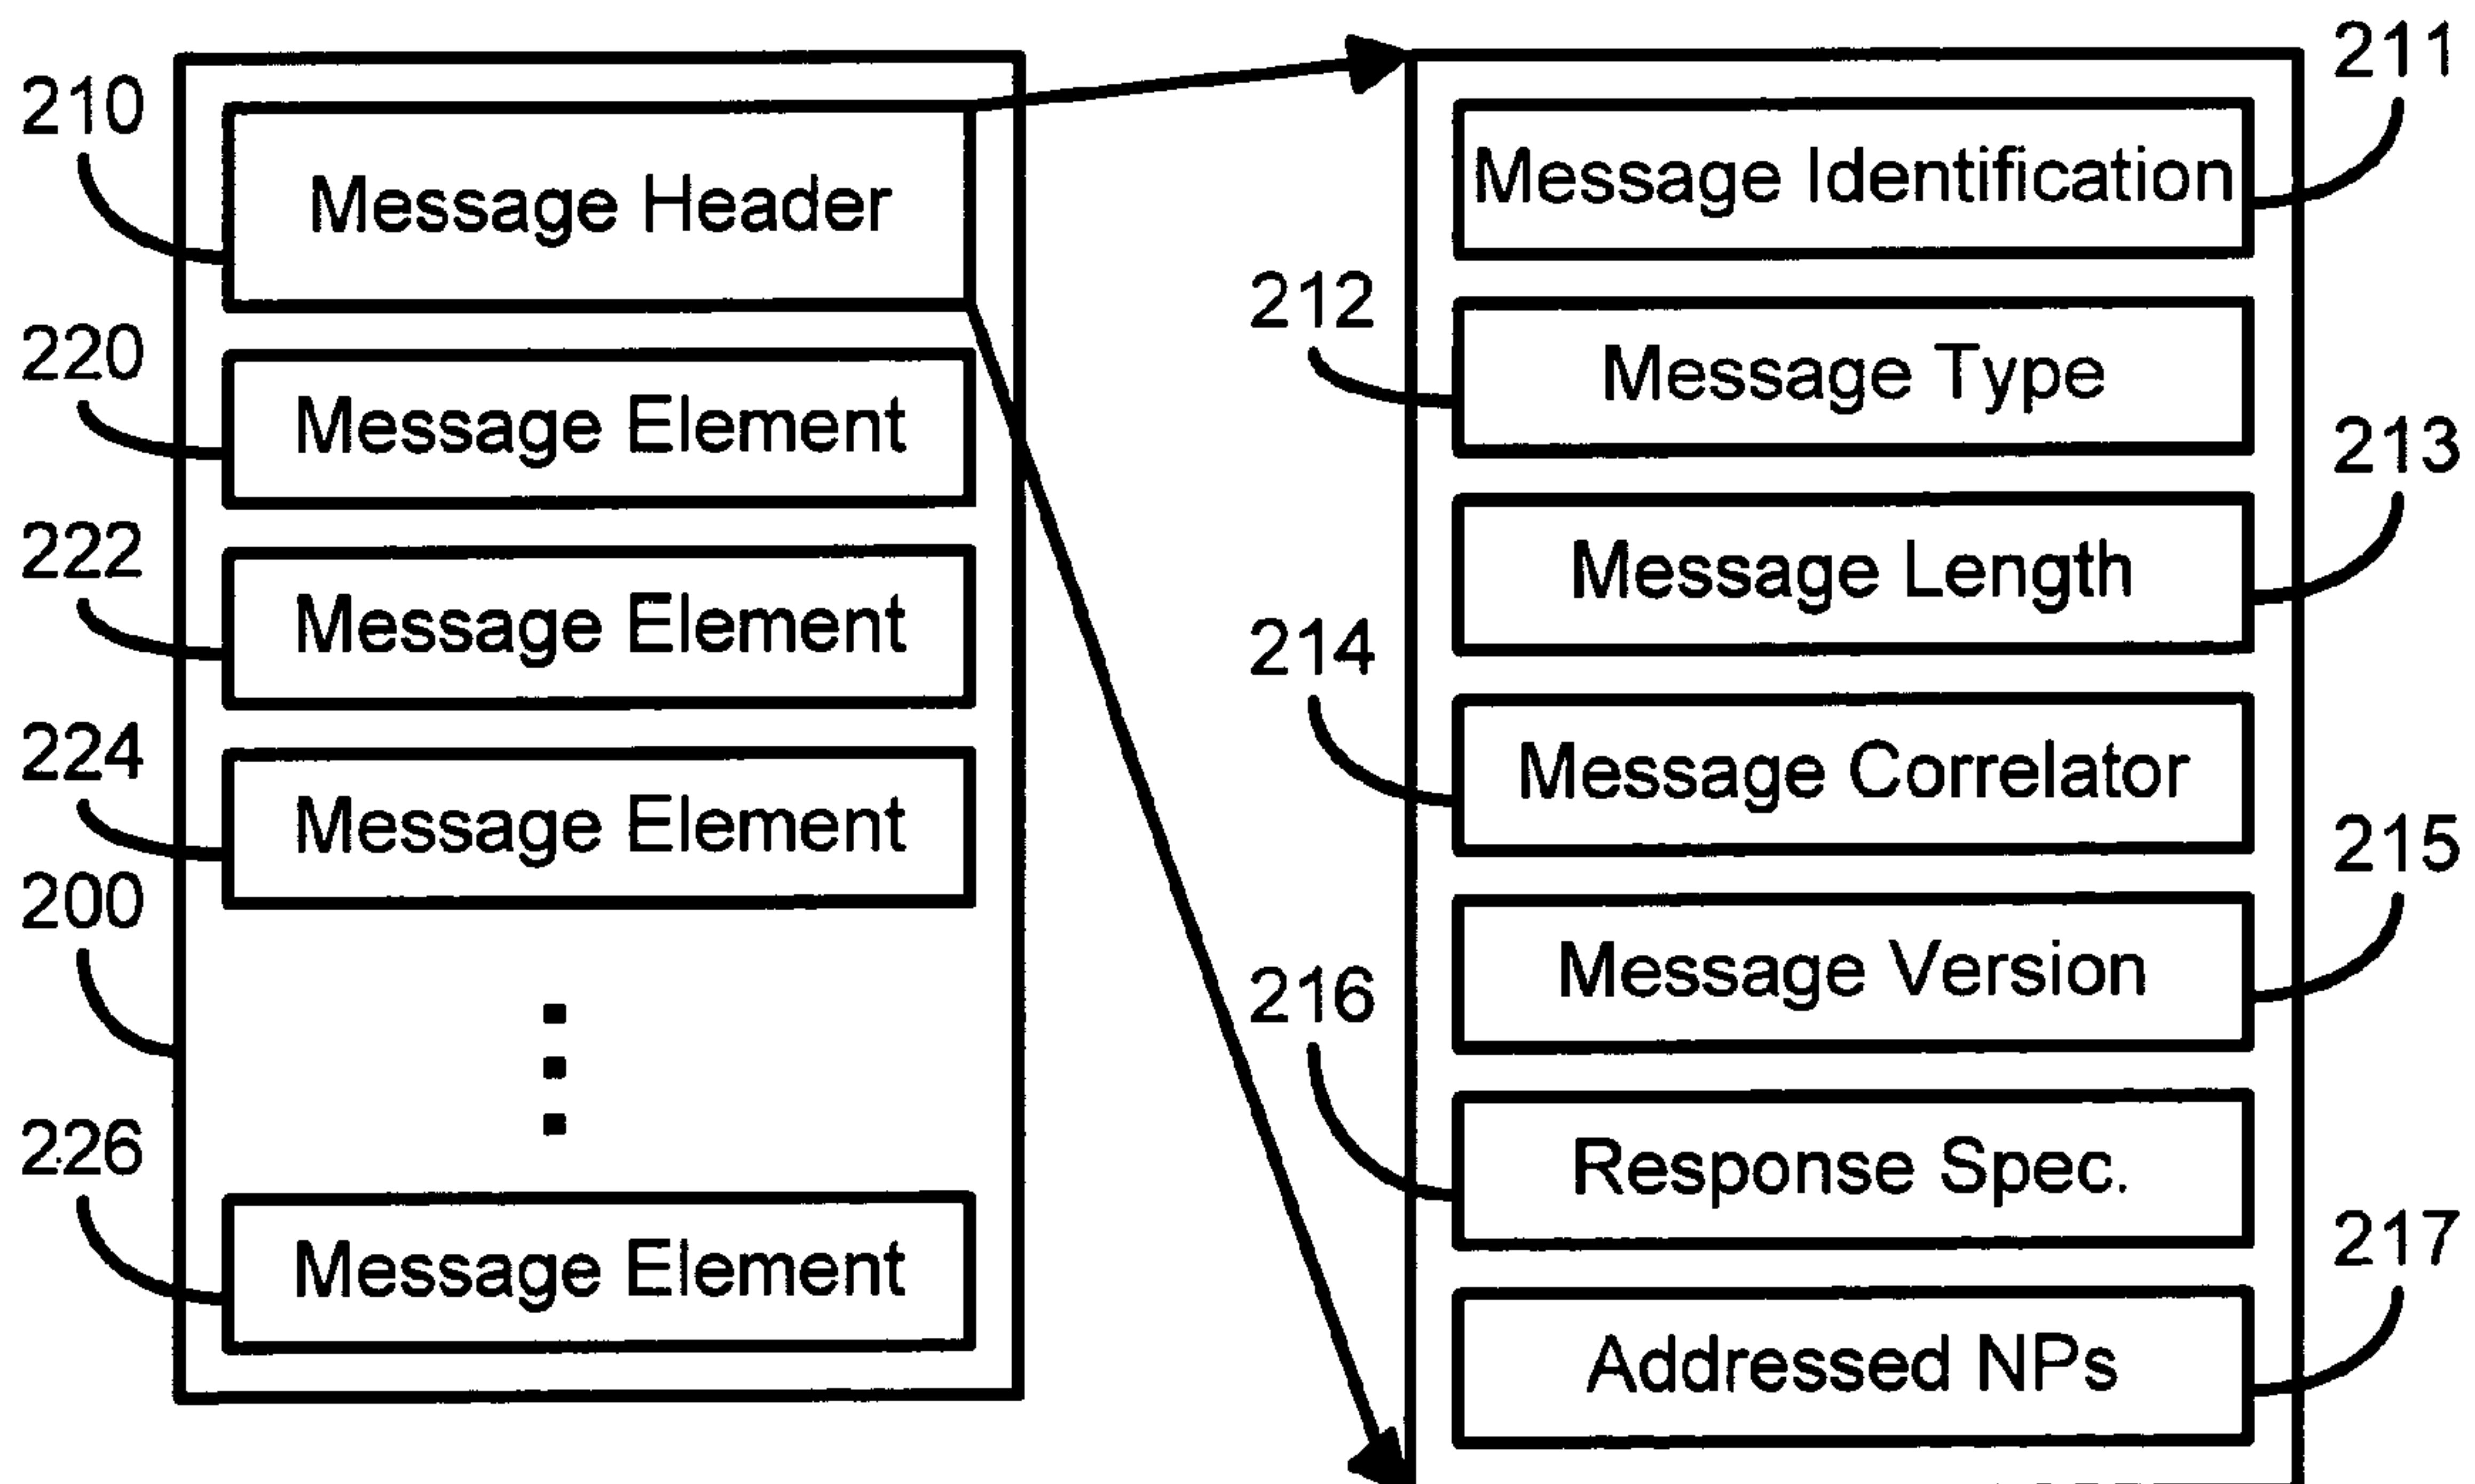 210
Message Header
220
Message Element
222
Message Element
224
Message Element
200
226
Message Element
211
Message Identification
212
Message Type
213
Message Length
214
Message Correlator
215
Message Version
216
Response Spec.
217
Addressed NPs